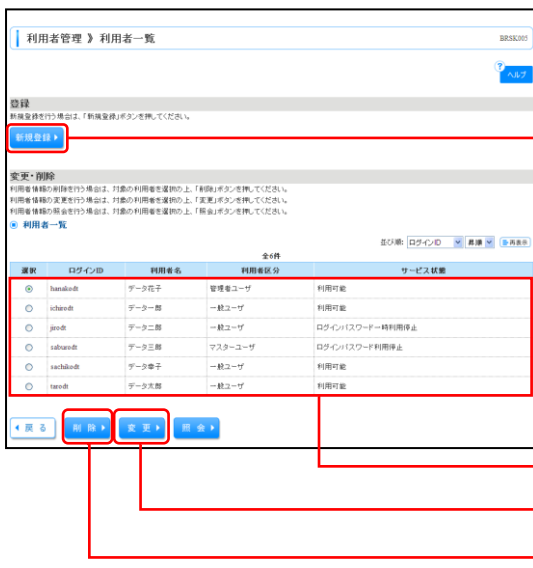 利用者管理 》 利用者一覧
BRSK005
? ヘルプ
登録
新規登録を行う場合は、「新規登録」ボタンを押してください。
新規登録
変更・削除
利用者情報の削除を行う場合は、対象の利用者を選択の上、「削除」ボタンを押してください。
利用者情報の変更を行う場合は、対象の利用者を選択の上、「変更」ボタンを押してください。
利用者情報の照会を行う場合は、対象の利用者を選択の上、「照会」ボタンを押してください。
利用者一覧
並び順: ログインID 昇順 再表示
全6件
選択 ログインID 利用者名 利用者区分 サービス状態
hanakodt データ花子 管理者ユーザ 利用可能
ichirodt データ一郎 一般ユーザ 利用可能
jirodt データ二郎 一般ユーザ ログインパスワード一時利用停止
saburodt データ三郎 マスターユーザ ログインパスワード利用停止
sachikodt データ幸子 一般ユーザ 利用可能
tarodt データ太郎 一般ユーザ 利用可能
戻る 削除 変更 照会